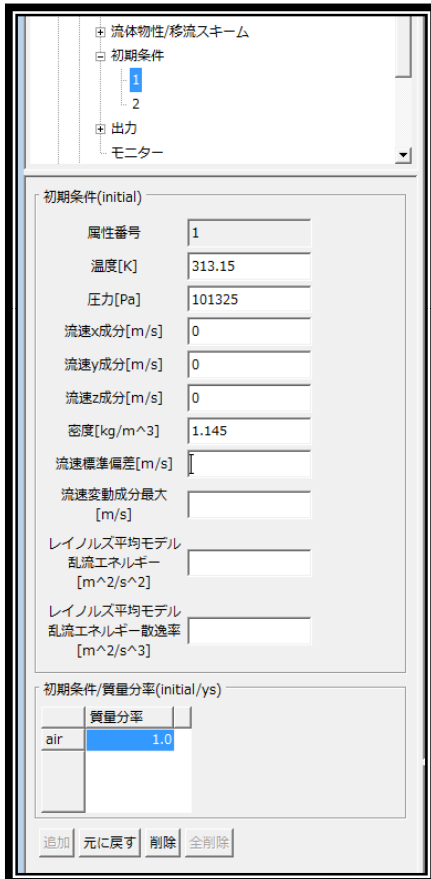 流体物性/移流スキーム
初期条件
1
2
出力
モニター
初期条件(initial)
属性番号 1
温度[K] 313.15
圧力[Pa] 101325
流速x成分[m/s] 0
流速y成分[m/s] 0
流速z成分[m/s] 0
密度[kg/m^3] 1.145
流速標準偏差[m/s]
流速変動成分最大
[m/s]
レイノルズ平均モデル
乱流エネルギー
[m^2/s^2]
レイノルズ平均モデル
乱流エネルギー散逸率
[m^2/s^3]
初期条件/質量分率(initial/ys)
質量分率
air 1.0
追加 元に戻す 削除 全削除